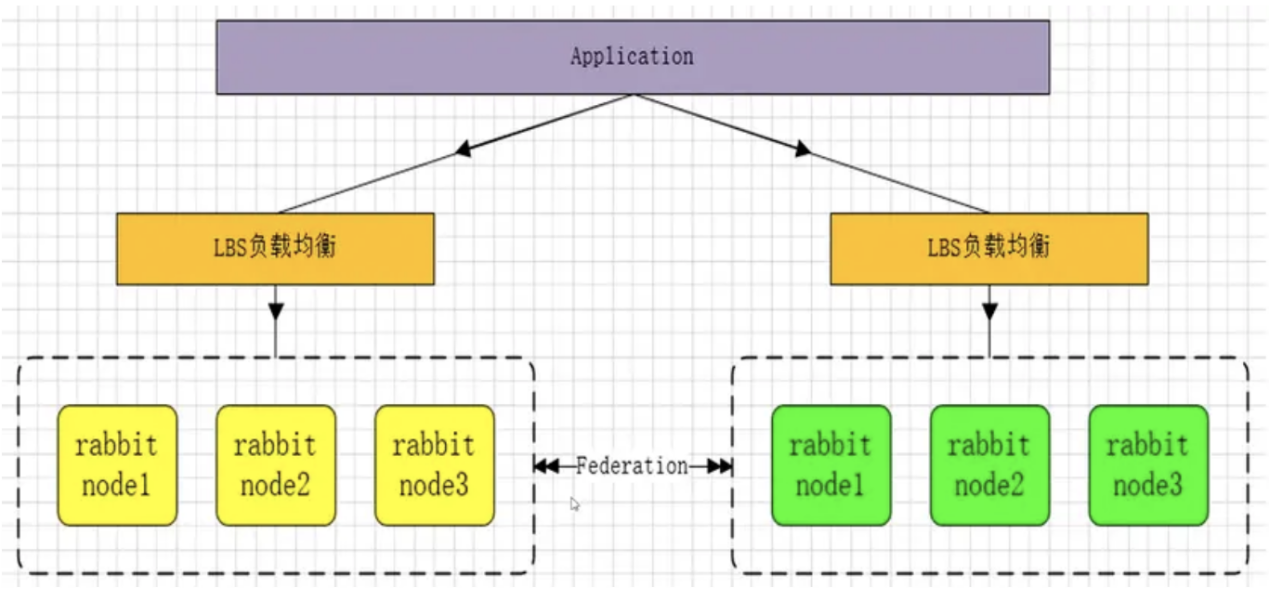 Application
LBS负载均衡
LBS负载均衡
rabbit
node1
rabbit
node2
rabbit
node3
Federation
rabbit
node1
rabbit
node2
rabbit
node3